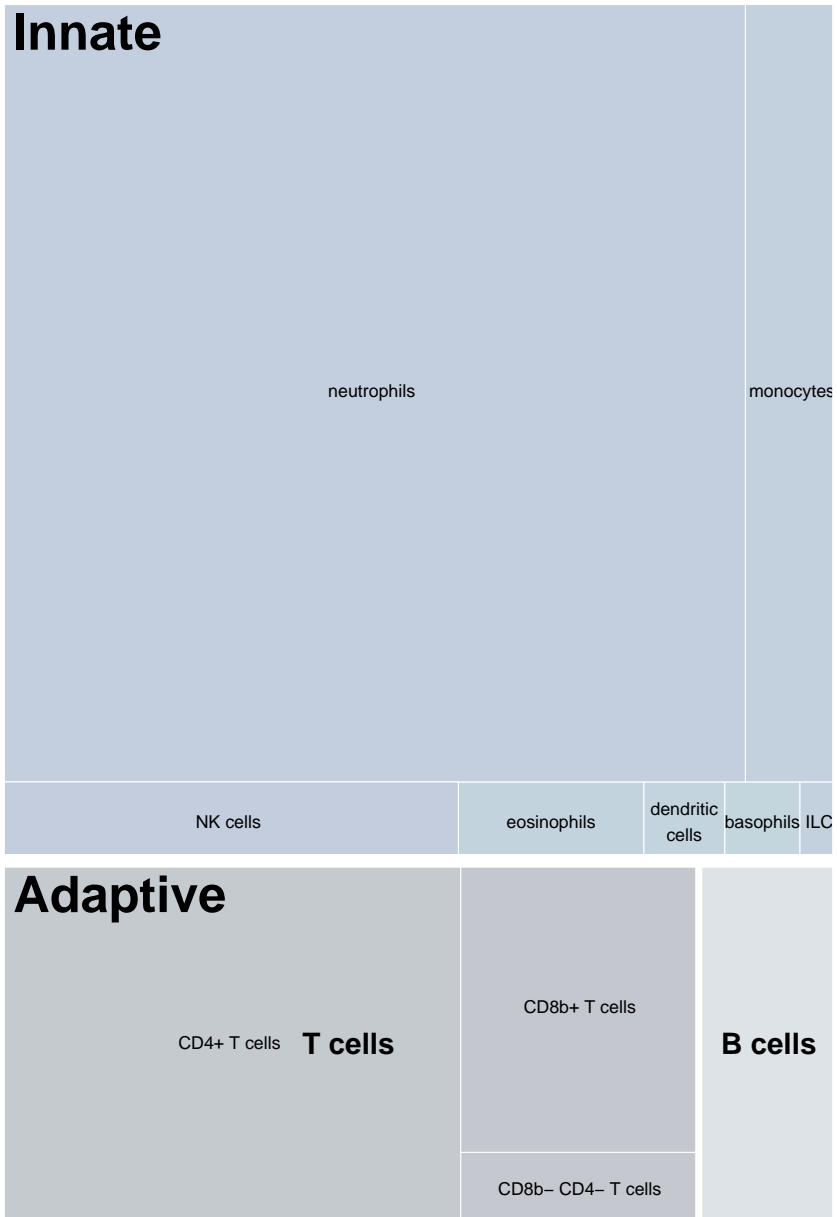 Innate
neutrophils
monocytes
NK cells
eosinophils
dendritic
cells
basophils
ILC
Adaptive
CD8b+ T cells
CD4+ T cells
T cells
B cells
CD8b− CD4− T cells